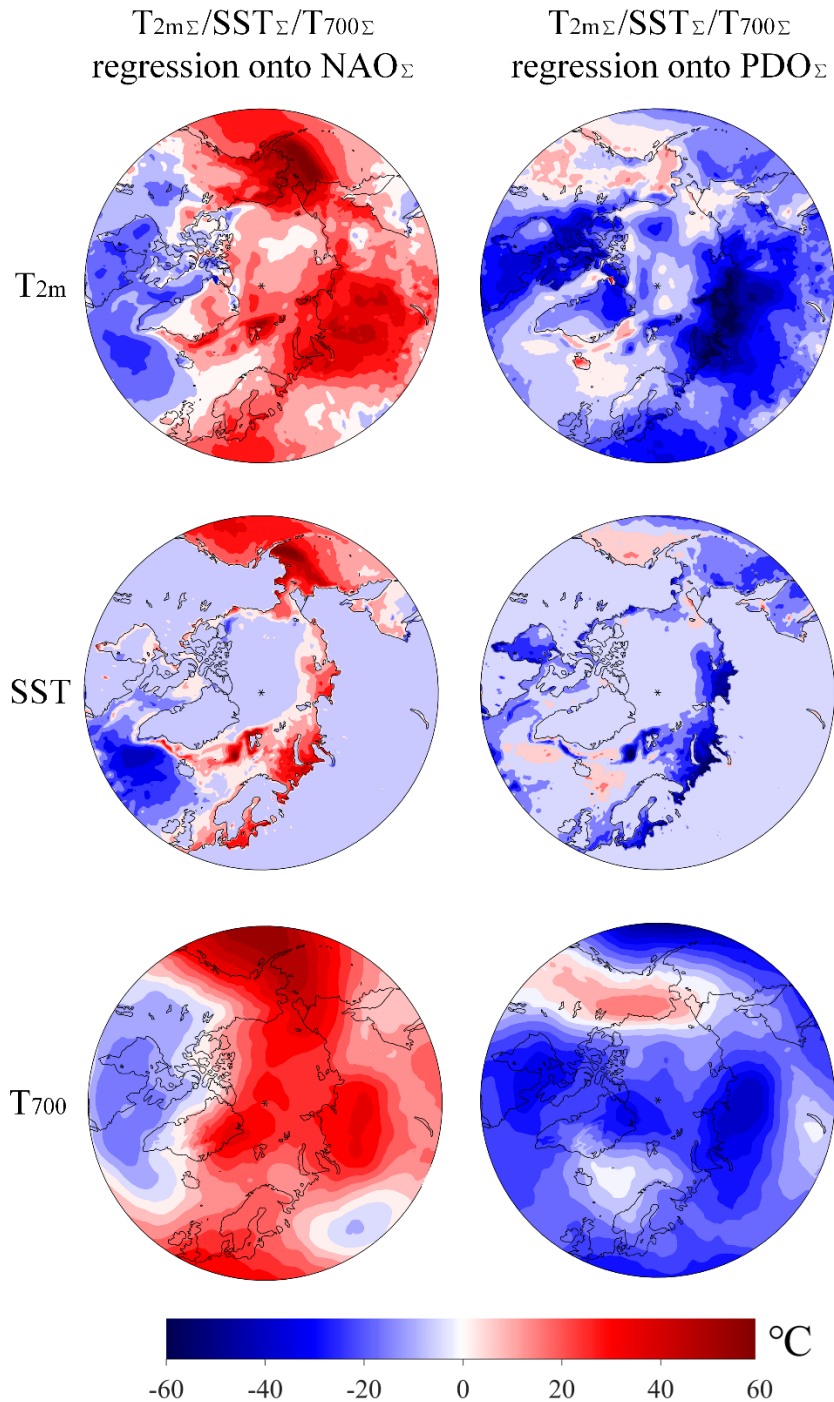 T2mΣ/SSTΣ/T700Σ
regression onto NAOΣ
T2mΣ/SSTΣ/T700Σ
regression onto PDOΣ
T2m
SST
T700
°C
-60 -40 -20 0 20 40 60